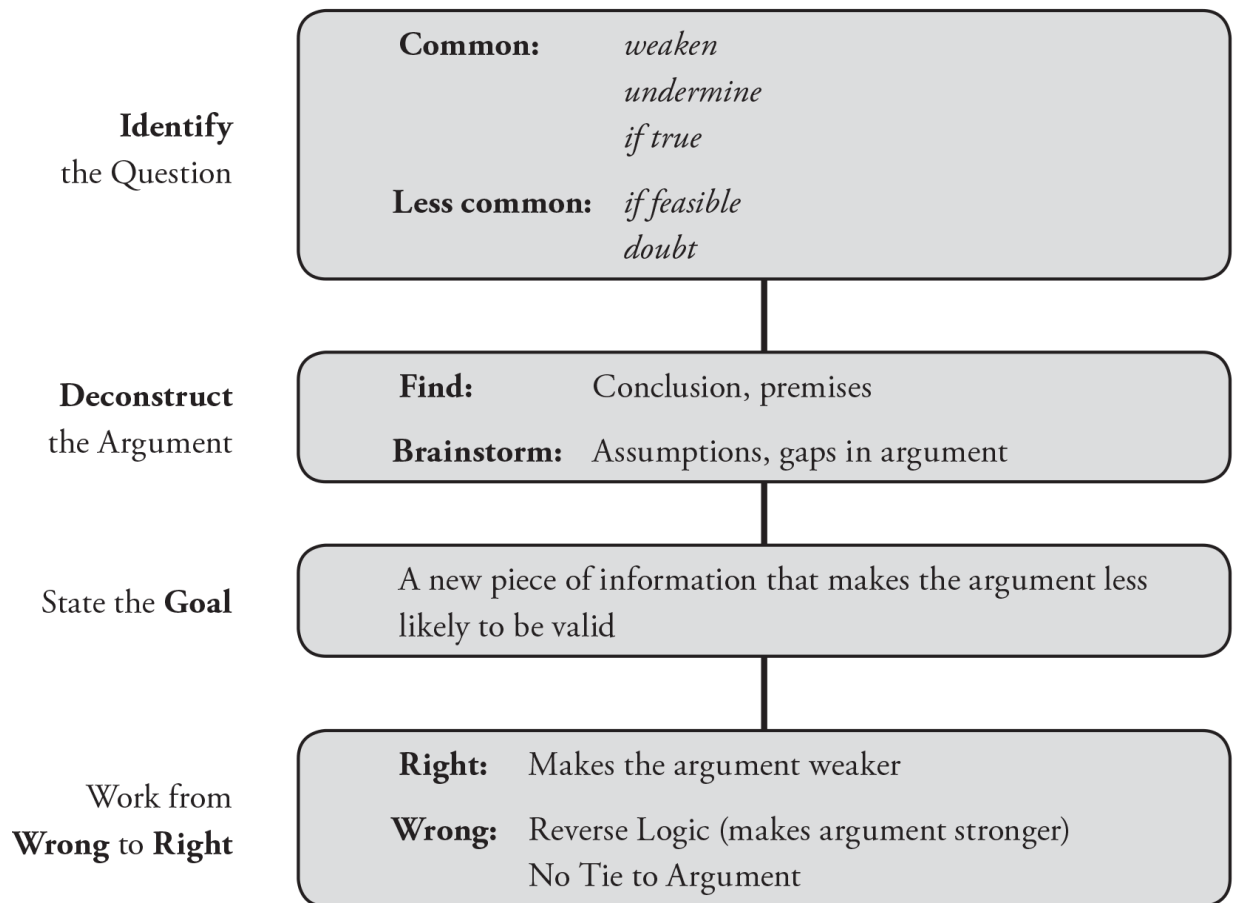 Identify
the Question
Common: weaken
undermine
if true
Less common: if feasible
doubt
Deconstruct
the Argument
Find: Conclusion, premises
Brainstorm: Assumptions, gaps in argument
State the Goal
A new piece of information that makes the argument less
likely to be valid
Work from
Wrong to Right
Right: Makes the argument weaker
Wrong: Reverse Logic (makes argument stronger)
No Tie to Argument